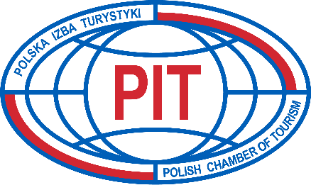 POLSKA IZBA TURYSTYKI
PIT
POLISH CHAMBER OF TOURISM